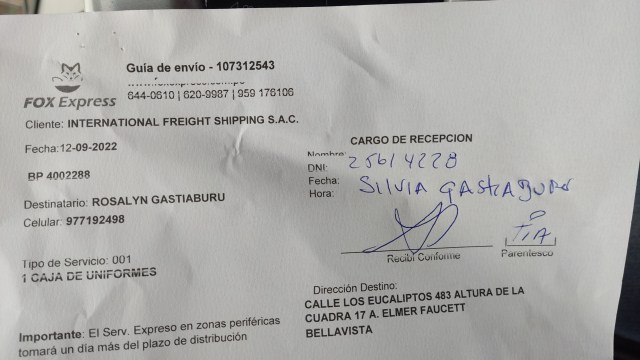 Guía de envio - 107312543
644-0610 | 620-9987 | 959 176106
FOX Express
Cliente: INTERNATIONAL FREIGHT SHIPPING S.A.C.
Fecha:12-09-2022
BP 4002288
Destinatario: ROSALYN GASTIABURU
Celular: 977192498
Tipo de Servicio: 001
1 CAJA DE UNIFORMES
Importante: El Serv. Expreso en zonas periféricas
tomará un día más del plazo de distribución
CARGO DE RECEPCION
Nombre:
DNI: 25614228
Fecha:
Hora: SILVIA GASTIABURU
TIA
Recibi Conforme Parentesco
Dirección Destino:
CALLE LOS EUCALIPTOS 483 ALTURA DE LA
CUADRA 17 A. ELMER FAUCETT
BELLAVISTA